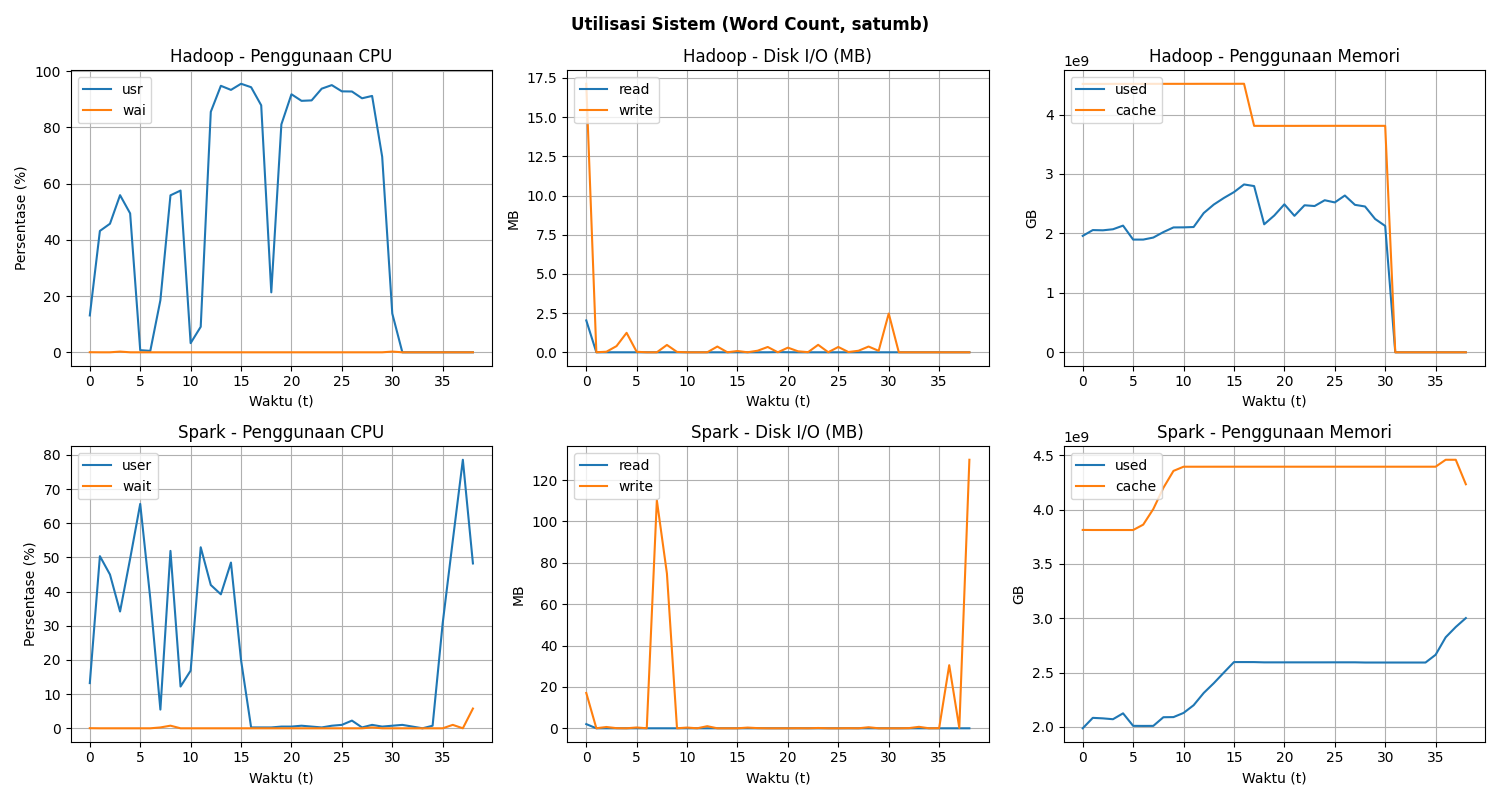 Utilisasi Sistem (Word Count, satumb)
Hadoop - Penggunaan CPU
usr
wai
Persentase (%)
100
80
60
40
20
0
0 5 10 15 20 25 30 35
Waktu (t)
Hadoop - Disk I/O (MB)
read
write
MB
17.5
15.0
12.5
10.0
7.5
5.0
2.5
0.0
0 5 10 15 20 25 30 35
Waktu (t)
Hadoop - Penggunaan Memori
1e9
used
cache
GB
4
3
2
1
0
0 5 10 15 20 25 30 35
Waktu (t)
Spark - Penggunaan CPU
user
wait
Persentase (%)
80
70
60
50
40
30
20
10
0
0 5 10 15 20 25 30 35
Waktu (t)
Spark - Disk I/O (MB)
read
write
MB
120
100
80
60
40
20
0
0 5 10 15 20 25 30 35
Waktu (t)
Spark - Penggunaan Memori
1e9
used
cache
GB
4.5
4.0
3.5
3.0
2.5
2.0
0 5 10 15 20 25 30 35
Waktu (t)